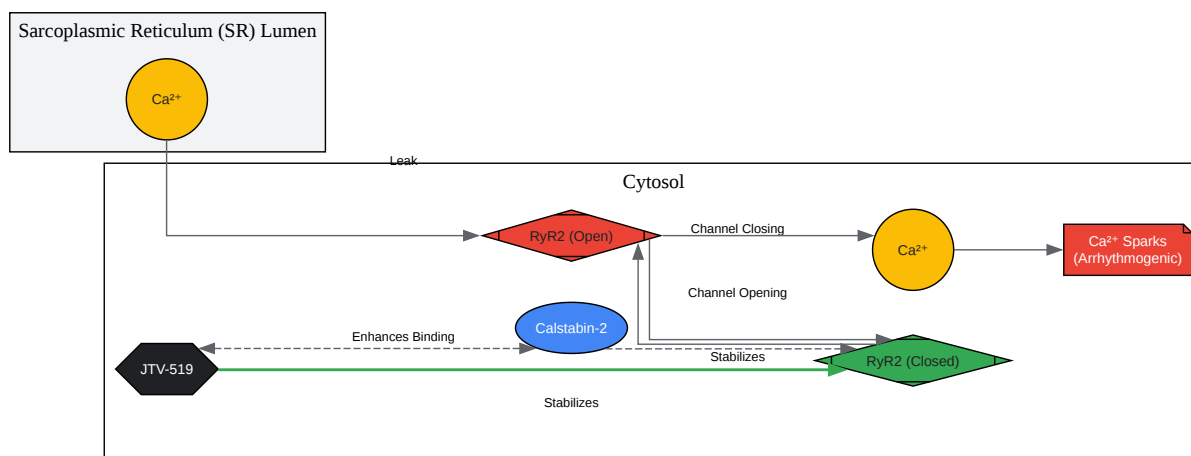 Sarcoplasmic Reticulum (SR) Lumen
Ca²⁺
Leak
Cytosol
RyR2 (Open)
Channel Closing
Ca²⁺
Ca²⁺ Sparks
(Arrhythmogenic)
Channel Opening
Calstabin-2
Enhances Binding
Stabilizes
RyR2 (Closed)
JTV-519
Stabilizes